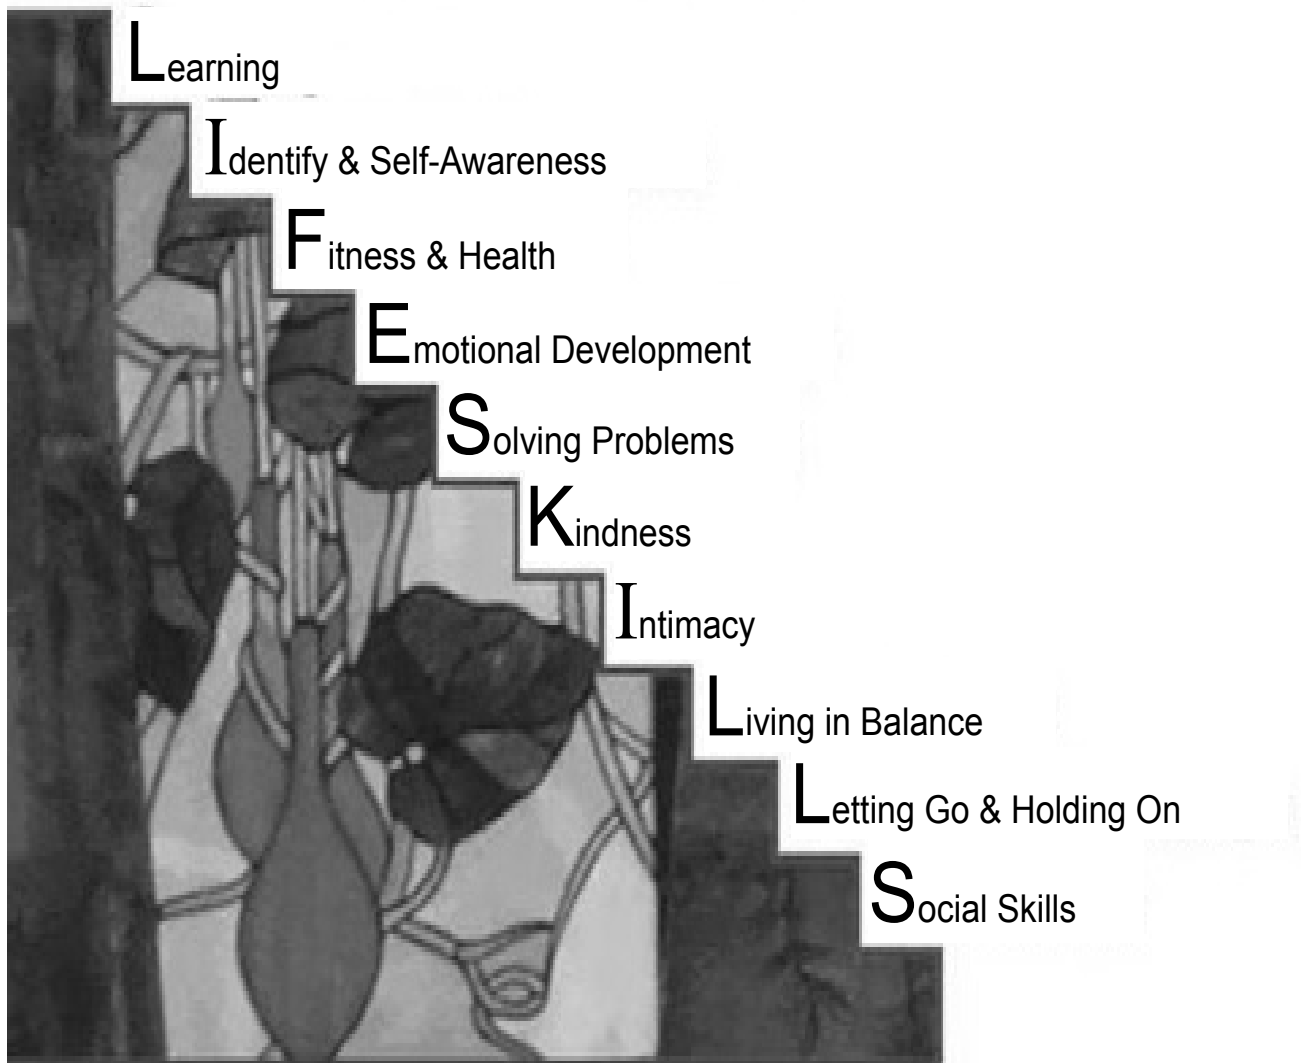 Learning
Identify & Self-Awareness
Fitness & Health
Emotional Development
Solving Problems
Kindness
Intimacy
Living in Balance
Letting Go & Holding On
Social Skills